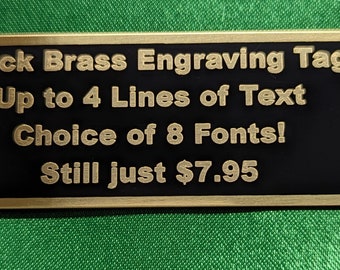 ck Brass Engraving Tag
Up to 4 Lines of Text
Choice of 8 Fonts!
Still just $7.95